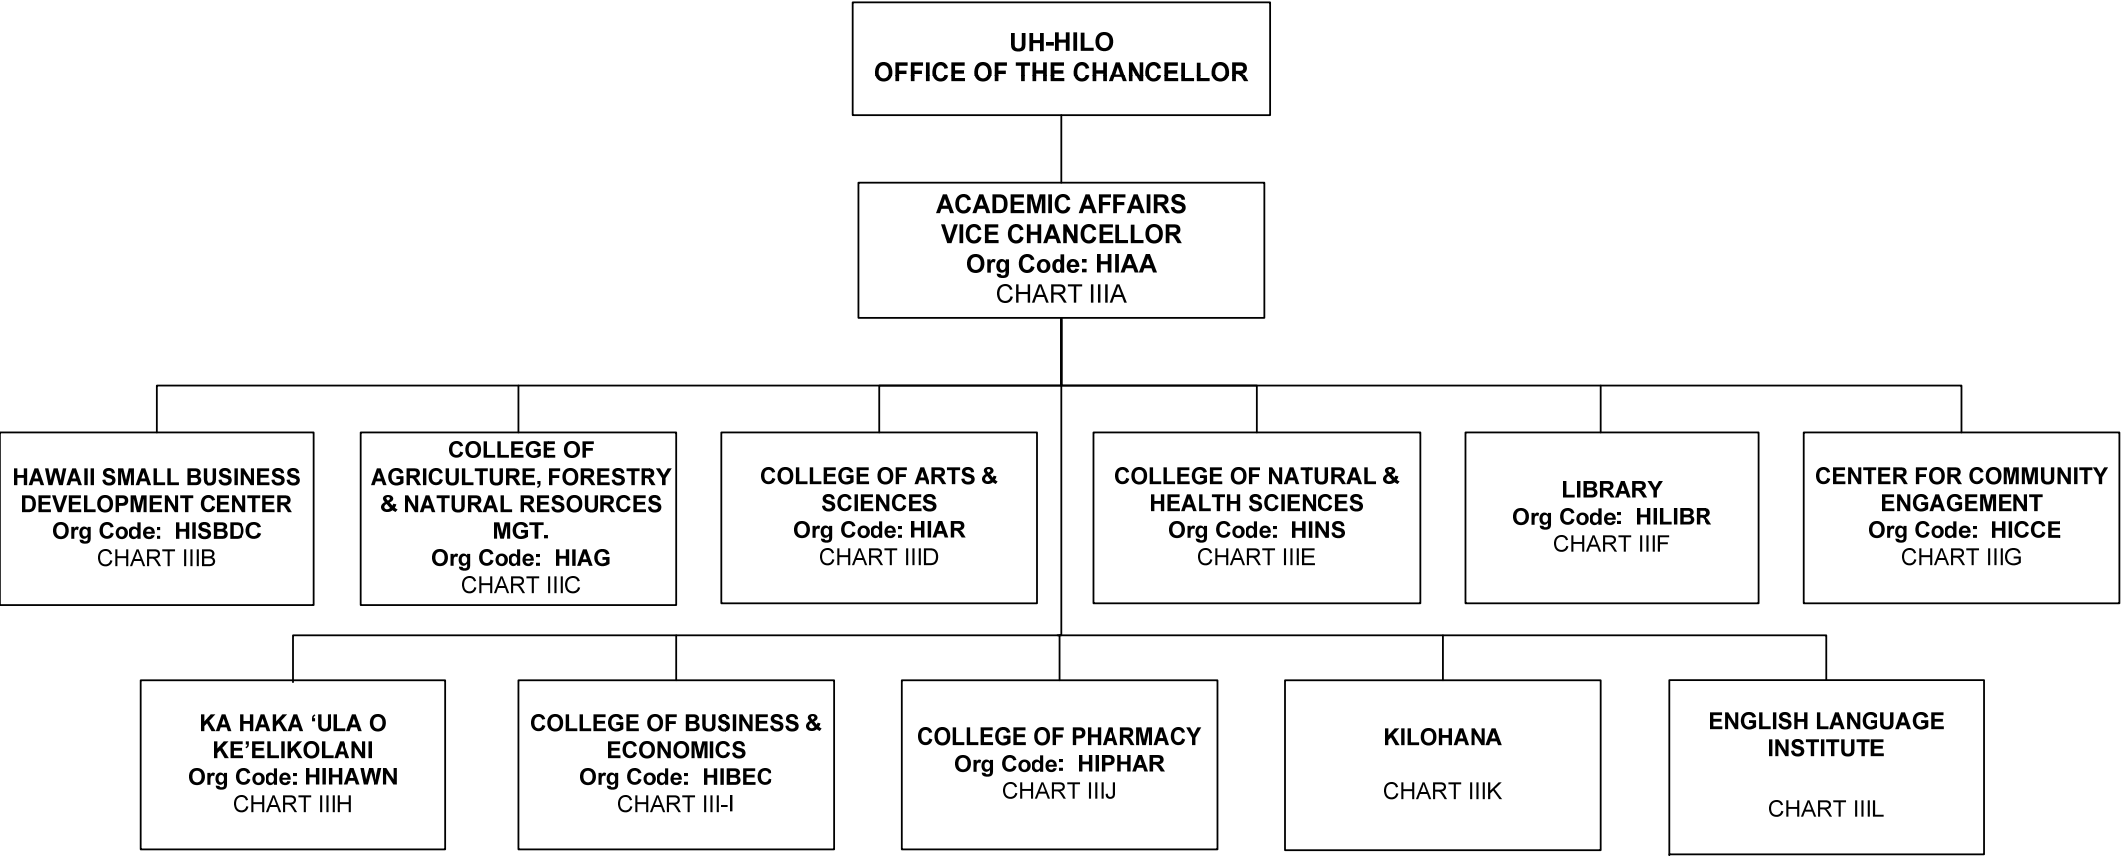 UH-HILO
OFFICE OF THE CHANCELLOR
ACADEMIC AFFAIRS
VICE CHANCELLOR
Org Code: HIAA
CHART IIIA
HAWAII SMALL BUSINESS
DEVELOPMENT CENTER
Org Code:  HISBDC
CHART IIIB
COLLEGE OF
AGRICULTURE, FORESTRY
& NATURAL RESOURCES
MGT.
Org Code:  HIAG
CHART IIIC
COLLEGE OF ARTS &
SCIENCES
Org Code: HIAR
CHART IIID
COLLEGE OF NATURAL &
HEALTH SCIENCES
Org Code:  HINS
CHART IIIE
LIBRARY
Org Code:  HILIBR
CHART IIIF
CENTER FOR COMMUNITY
ENGAGEMENT
Org Code:  HICCE
CHART IIIG
KA HAKA ‘ULA O
KE’ELIKOLANI
Org Code: HIHAWN
CHART IIIH
COLLEGE OF BUSINESS &
ECONOMICS
Org Code:  HIBEC
CHART III-I
COLLEGE OF PHARMACY
Org Code:  HIPHAR
CHART IIIJ
KILOHANA
CHART IIIK
ENGLISH LANGUAGE
INSTITUTE
CHART IIIL